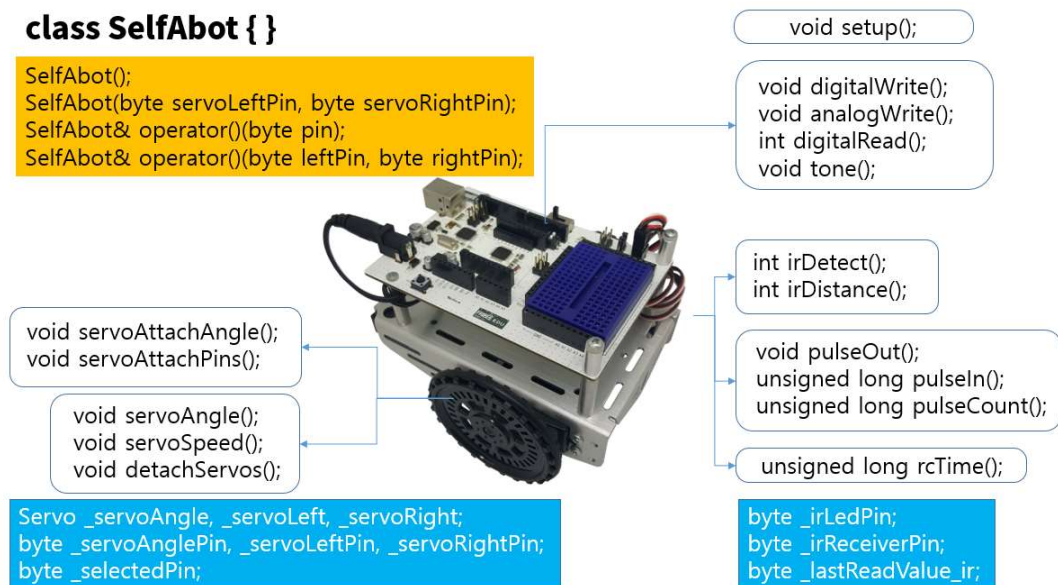 class SelfAbot { }
SelfAbot();
SelfAbot(byte servoLeftPin, byte servoRightPin);
SelfAbot& operator()(byte pin);
SelfAbot& operator()(byte leftPin, byte rightPin);
void setup();
void digitalWrite();
void analogWrite();
int digitalRead();
void tone();
int irDetect();
int irDistance();
void servoAttachAngle();
void servoAttachPins();
void pulseOut();
unsigned long pulseIn();
unsigned long pulseCount();
void servoAngle();
void servoSpeed();
void detachServos();
unsigned long rcTime();
Servo _servoAngle, _servoLeft, _servoRight;
byte _servoAnglePin, _servoLeftPin, _servoRightPin;
byte _selectedPin;
byte _irLedPin;
byte _irReceiverPin;
byte _lastReadValue_ir;